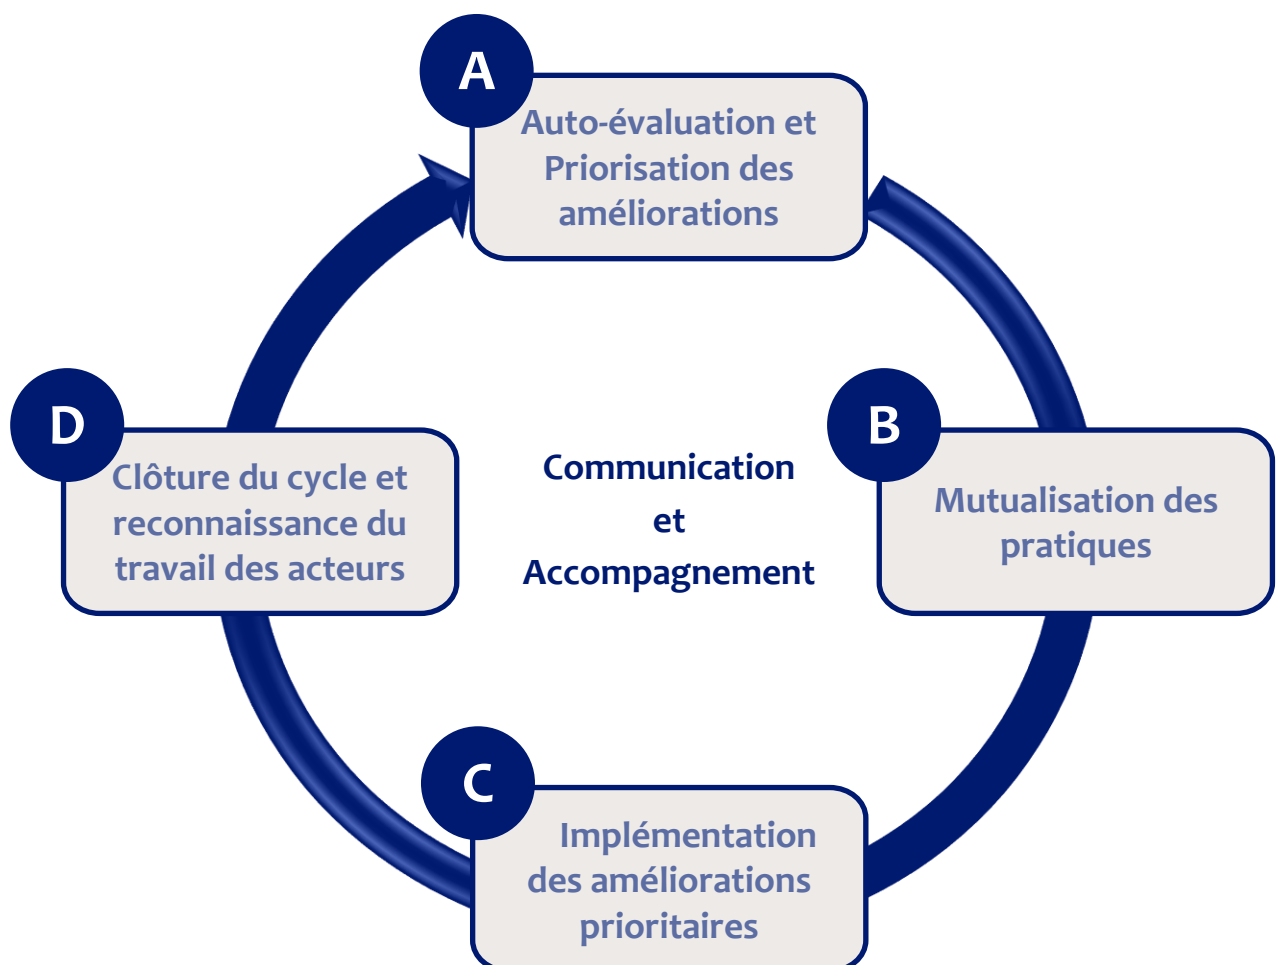 A
Auto-évaluation et
Priorisation des
améliorations
B
Mutualisation des
pratiques
C
Implémentation
des améliorations
prioritaires
D
Clôture du cycle et
reconnaissance du
travail des acteurs
Communication
et
Accompagnement